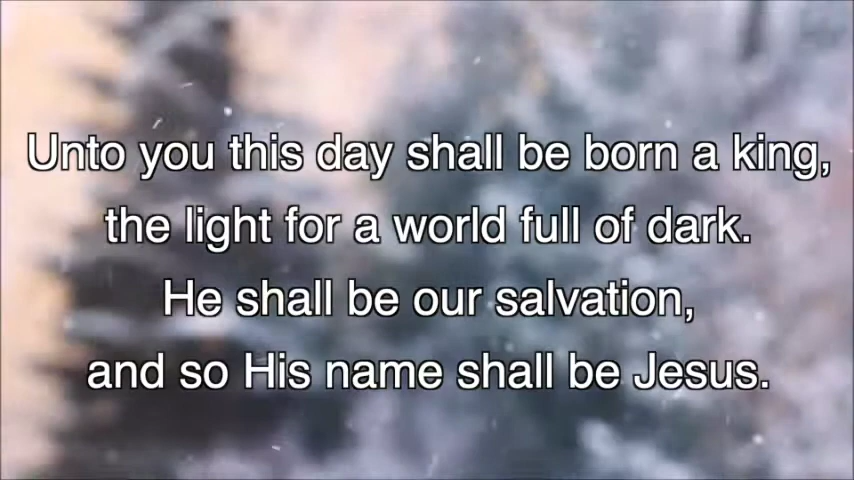 Unto you this day shall be born a king,
the light for a world full of dark.
He shall be our salvation,
and so His name shall be Jesus.